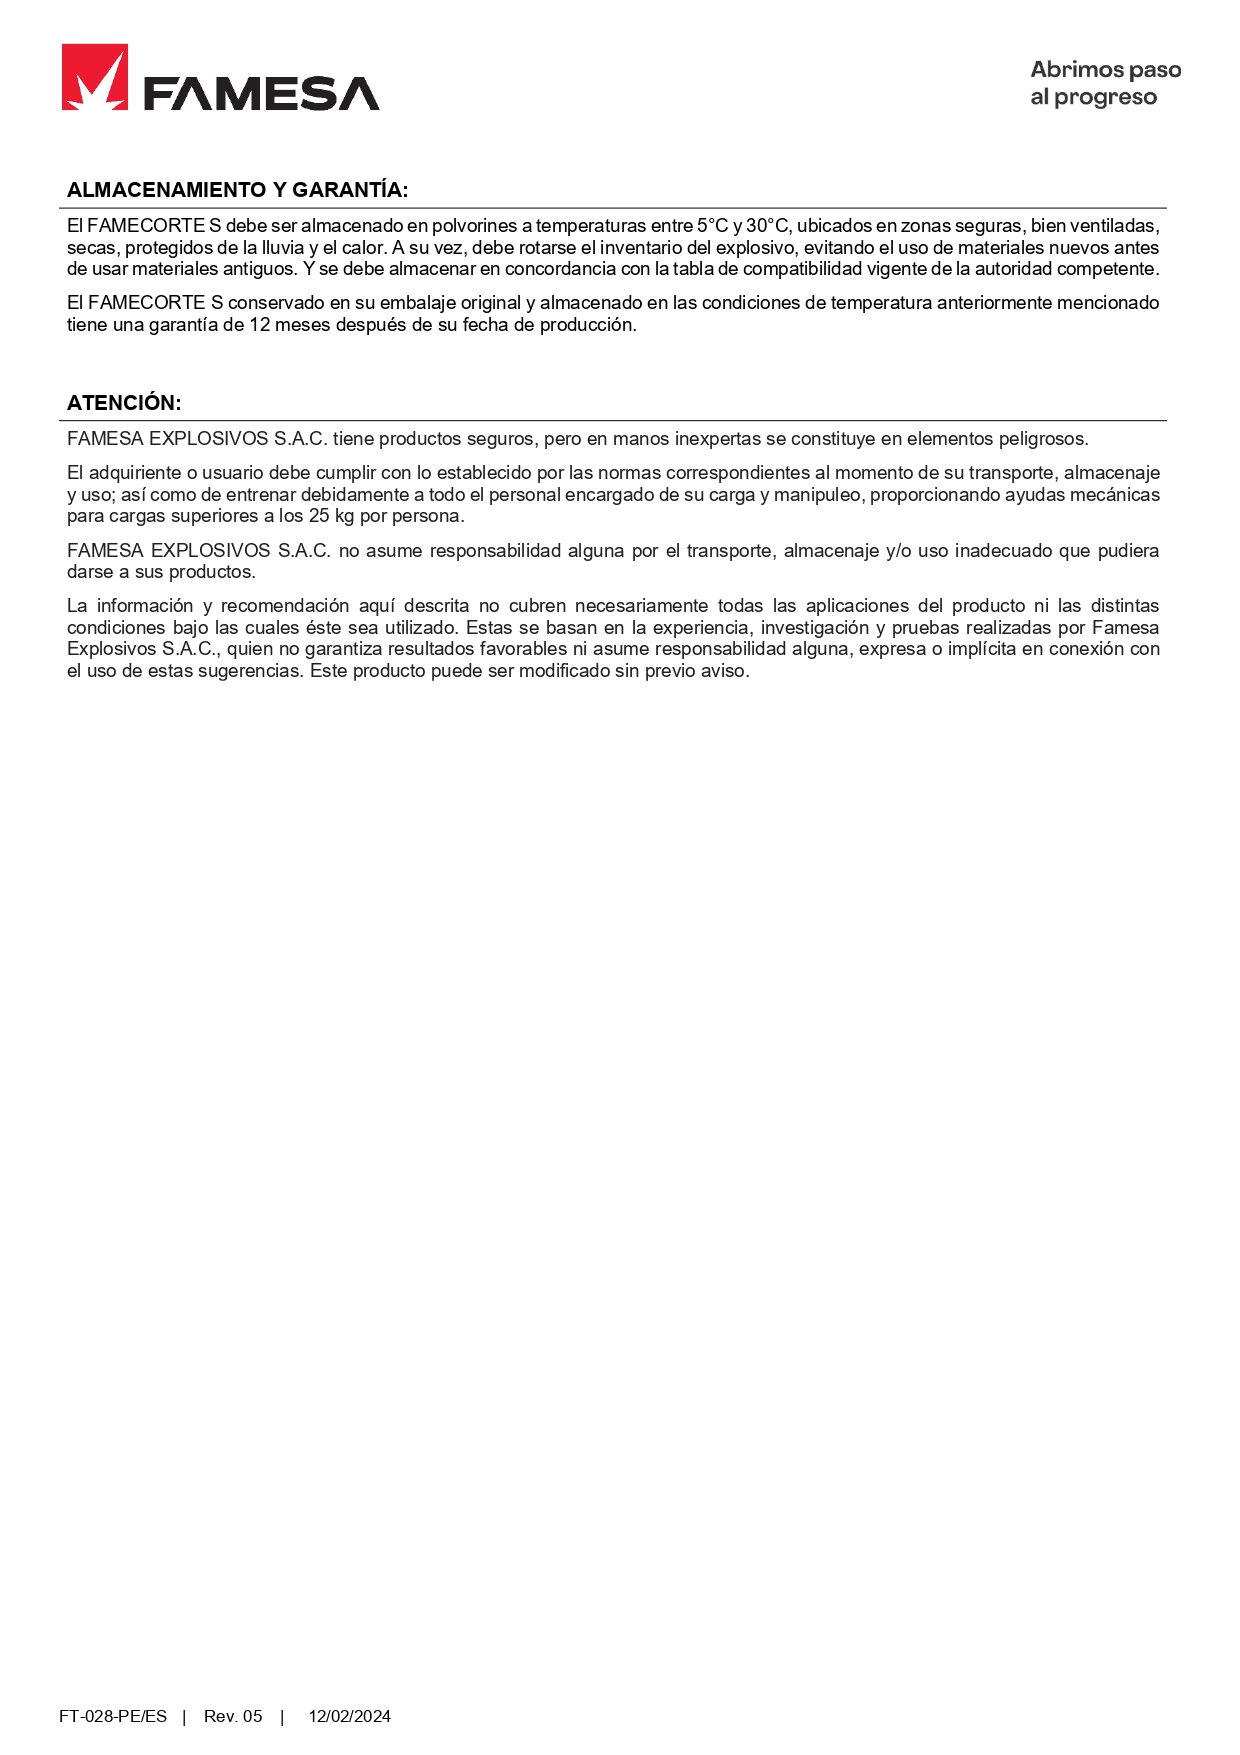 FAMESA
Abrimos paso
al progreso
ALMACENAMIENTO Y GARANTÍA:
El FAMECORTE S debe ser almacenado en polvorines a temperaturas entre 5°C y 30°C, ubicados en zonas seguras, bien ventiladas,
secas, protegidos de la lluvia y el calor. A su vez, debe rotarse el inventario del explosivo, evitando el uso de materiales nuevos antes
de usar materiales antiguos. Y se debe almacenar en concordancia con la tabla de compatibilidad vigente de la autoridad competente.
El FAMECORTE S conservado en su embalaje original y almacenado en las condiciones de temperatura anteriormente mencionado
tiene una garantía de 12 meses después de su fecha de producción.
ATENCIÓN:
FAMESA EXPLOSIVOS S.A.C. tiene productos seguros, pero en manos inexpertas se constituye en elementos peligrosos.
El adquiriente o usuario debe cumplir con lo establecido por las normas correspondientes al momento de su transporte, almacenaje
y uso; así como de entrenar debidamente a todo el personal encargado de su carga y manipuleo, proporcionando ayudas mecánicas
para cargas superiores a los 25 kg por persona.
FAMESA EXPLOSIVOS S.A.C. no asume responsabilidad alguna por el transporte, almacenaje y/o uso inadecuado que pudiera
darse a sus productos.
La información y recomendación aquí descrita no cubren necesariamente todas las aplicaciones del producto ni las distintas
condiciones bajo las cuales éste sea utilizado. Estas se basan en la experiencia, investigación y pruebas realizadas por Famesa
Explosivos S.A.C., quien no garantiza resultados favorables ni asume responsabilidad alguna, expresa o implícita en conexión con
el uso de estas sugerencias. Este producto puede ser modificado sin previo aviso.
FT-028-PE/ES | Rev. 05 | 12/02/2024